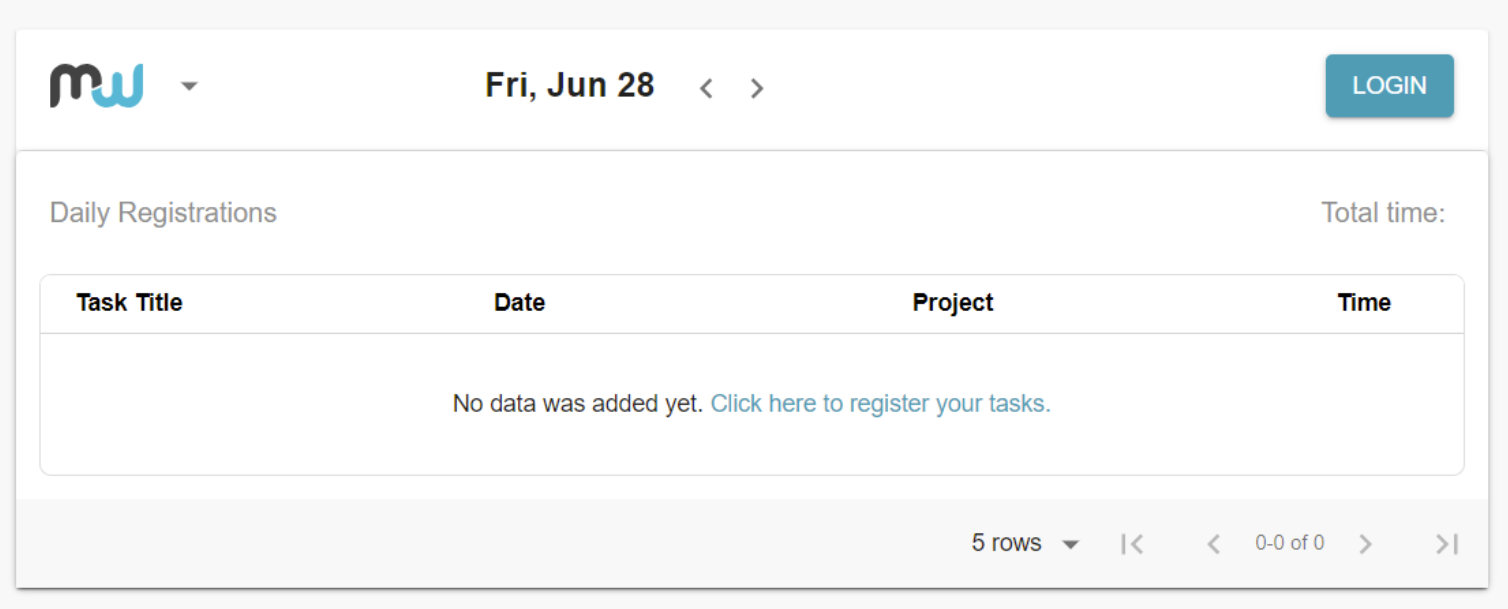 mw
Fri, Jun 28
LOGIN
Daily Registrations
Total time:
Task Title Date Project Time
No data was added yet. Click here to register your tasks.
5 rows 0-0 of 0